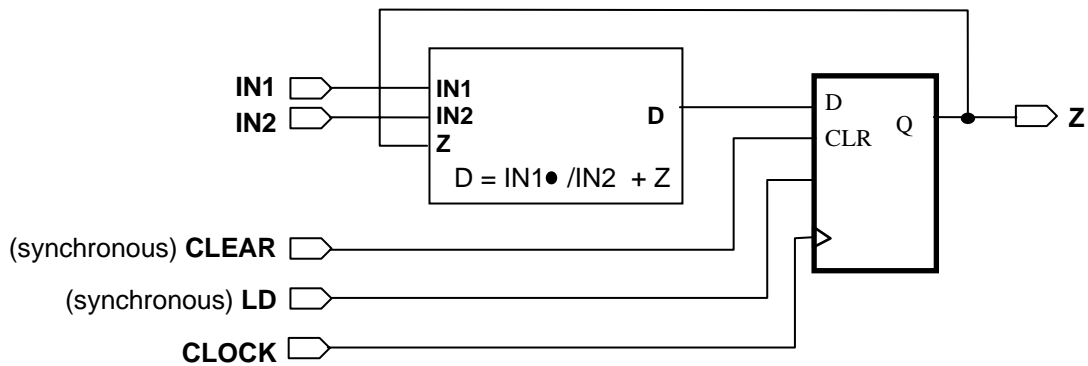 IN1
IN2
IN1
IN2
Z
D
D = IN1● /IN2 + Z
D
CLR
Q
Z
(synchronous) CLEAR
(synchronous) LD
CLOCK